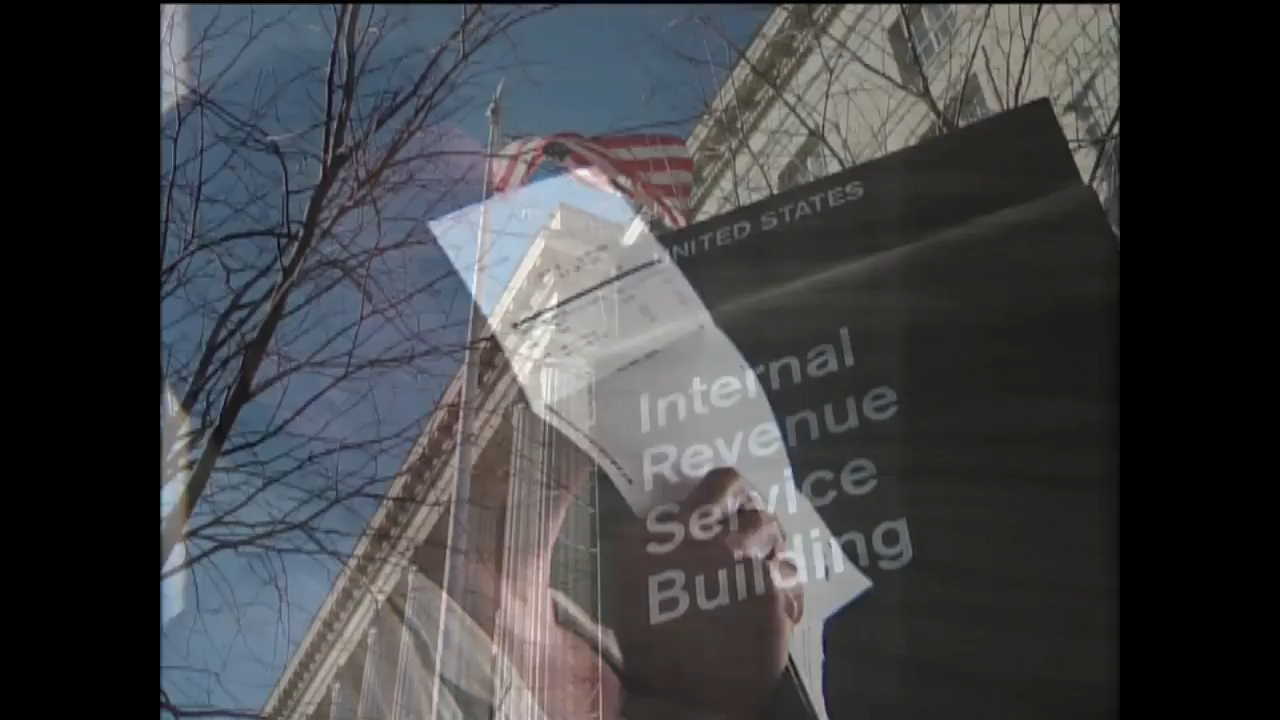 UNITED STATES
Internal
Revenue
Service
Building